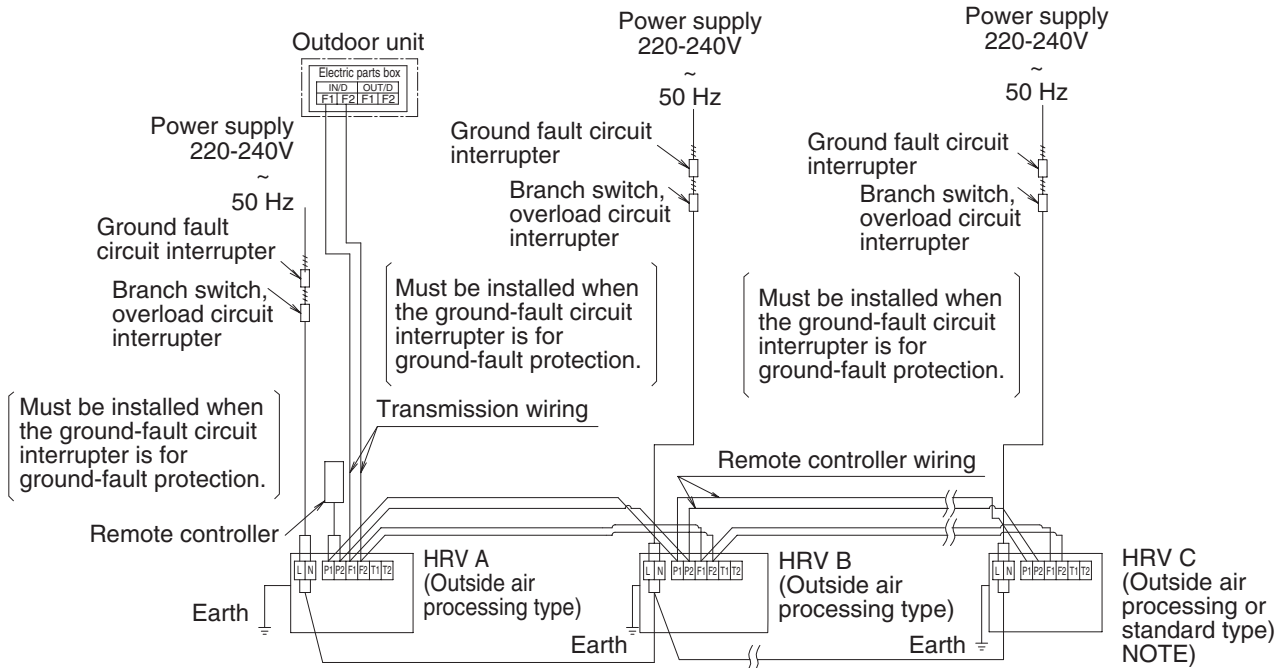 Power supply
220-240V
~
50 Hz
Power supply
220-240V
~
50 Hz
Outdoor unit
Electric parts box
IN/D OUT/D
F1 F2 F1 F2
Power supply
220-240V
~
50 Hz
Ground fault circuit
interrupter
Branch switch,
overload circuit
interrupter
Ground fault circuit
interrupter
Branch switch,
overload circuit
interrupter
Ground fault
circuit interrupter
Branch switch,
overload circuit
interrupter
Must be installed when
the ground-fault circuit
interrupter is for
ground-fault protection.
Must be installed when
the ground-fault circuit
interrupter is for
ground-fault protection.
Must be installed when
the ground-fault circuit
interrupter is for
ground-fault protection.
Transmission wiring
Remote controller wiring
Remote controller
L N P1 P2 F1 F2 T1 T2
HRV A
(Outside air
processing type)
Earth
L N P1 P2 F1 F2 T1 T2
HRV B
(Outside air
processing type)
Earth
L N P1 P2 F1 F2 T1 T2
HRV C
(Outside air
processing or
standard type)
NOTE)
Earth